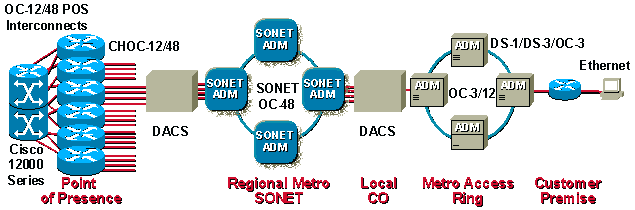 OC-12/48 POS
Interconnects
CHOC-12/48
Cisco
12000
Series
DACS
SONET
ADM
SONET
ADM
SONET
OC-48
SONET
ADM
SONET
ADM
DACS
ADM
DS-1/DS-3/OC-3
ADM
OC-3/12
ADM
ADM
Ethernet
Point
of Presence
Regional Metro
SONET
Local
CO
Metro Access
Ring
Customer
Premise